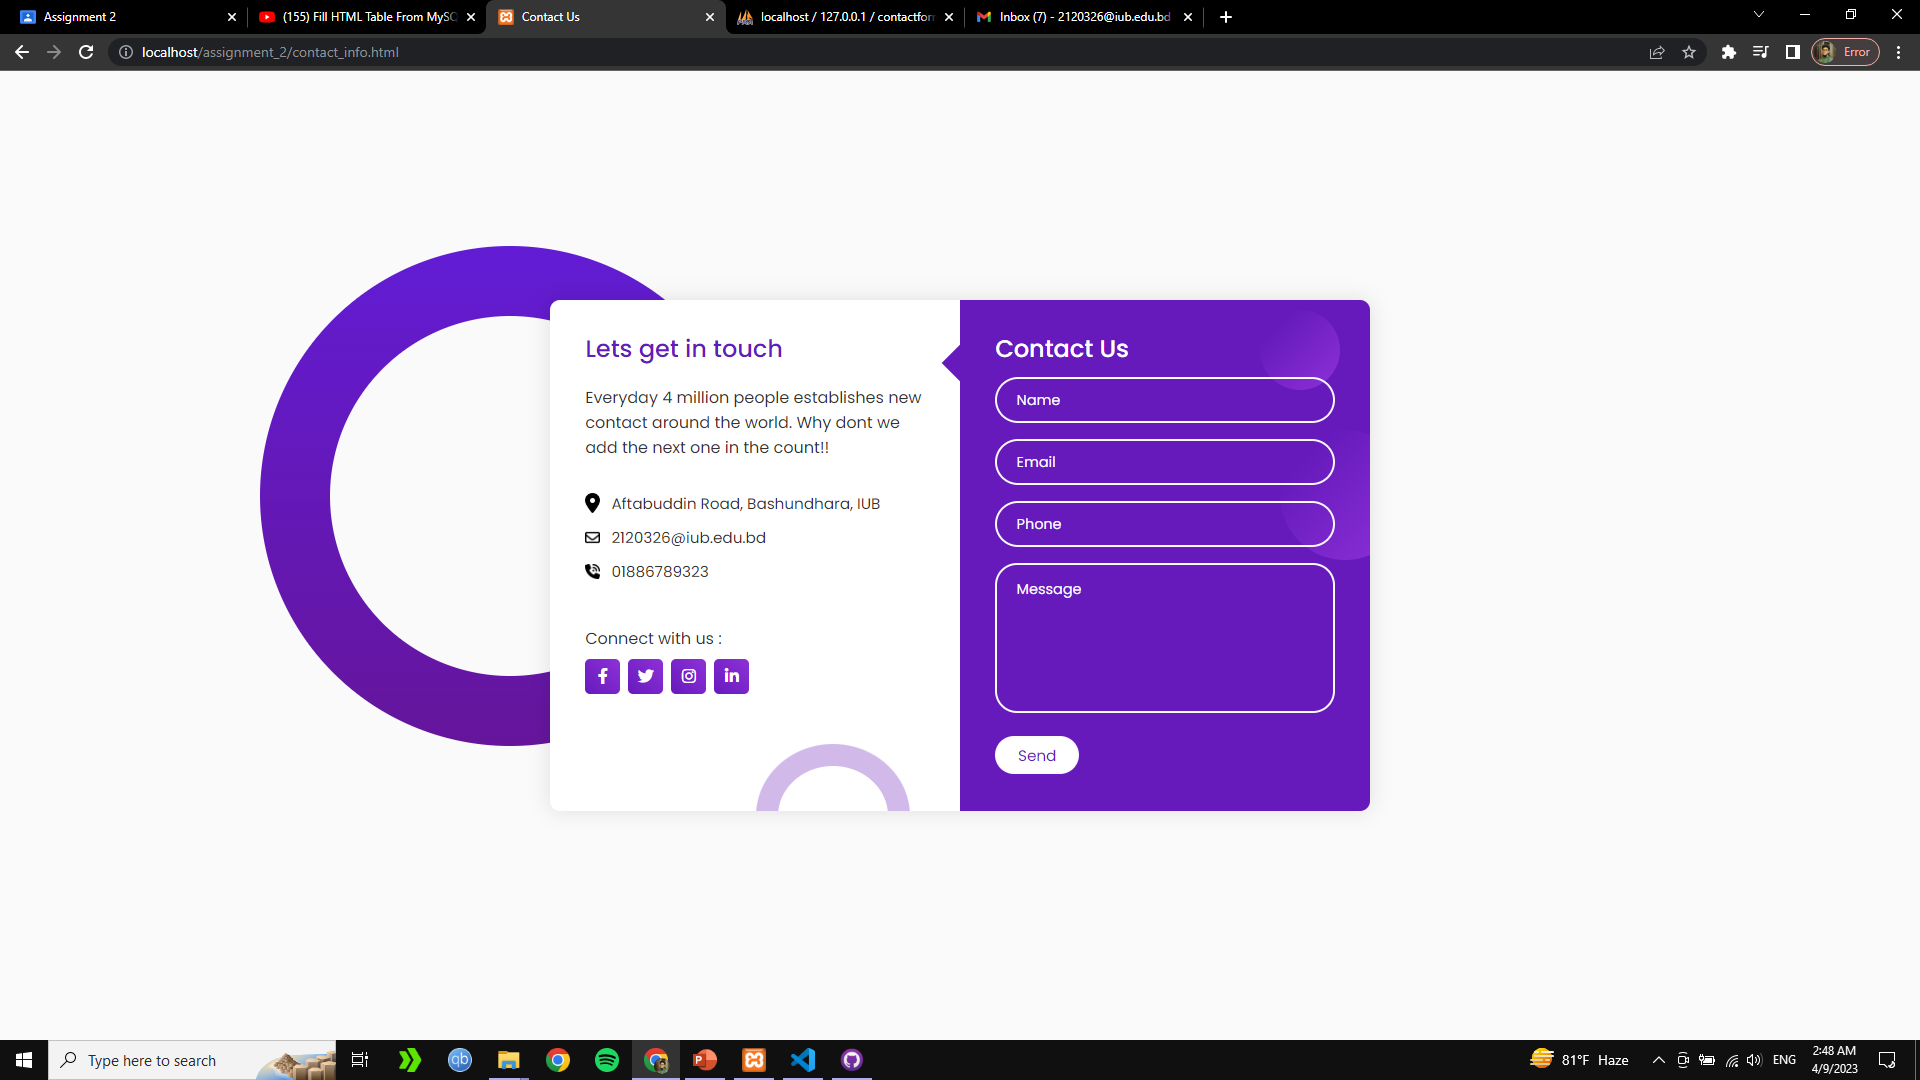 Assignment 2
(155) Fill HTML Table From MySQ
Contact Us
localhost / 127.0.0.1 / contactforr
Inbox (7) - 2120326@iub.edu.bd
localhost/assignment_2/contact_info.html
Error
Lets get in touch
Everyday 4 million people establishes new
contact around the world. Why dont we
add the next one in the count!!
Aftabuddin Road, Bashundhara, IUB
2120326@iub.edu.bd
01886789323
Connect with us :
Contact Us
Name
Email
Phone
Message
Send
Type here to search
qb
81°F Haze
ENG
2:48 AM
4/9/2023